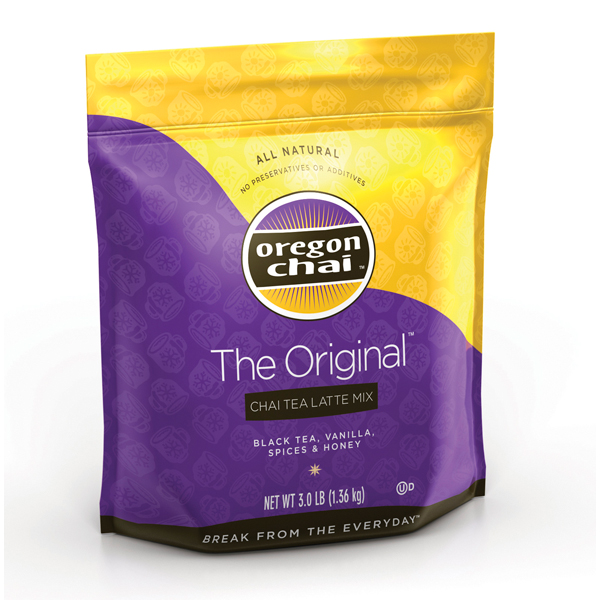 ALL NATURAL
NO PRESERVATIVES OR ADDITIVES
oregon
chai™
The Original™
CHAI TEA LATTE MIX
BLACK TEA, VANILLA,
SPICES & HONEY
NET WT 3.0 LB (1.36 kg)
Ⓤ D
BREAK FROM THE EVERYDAY™